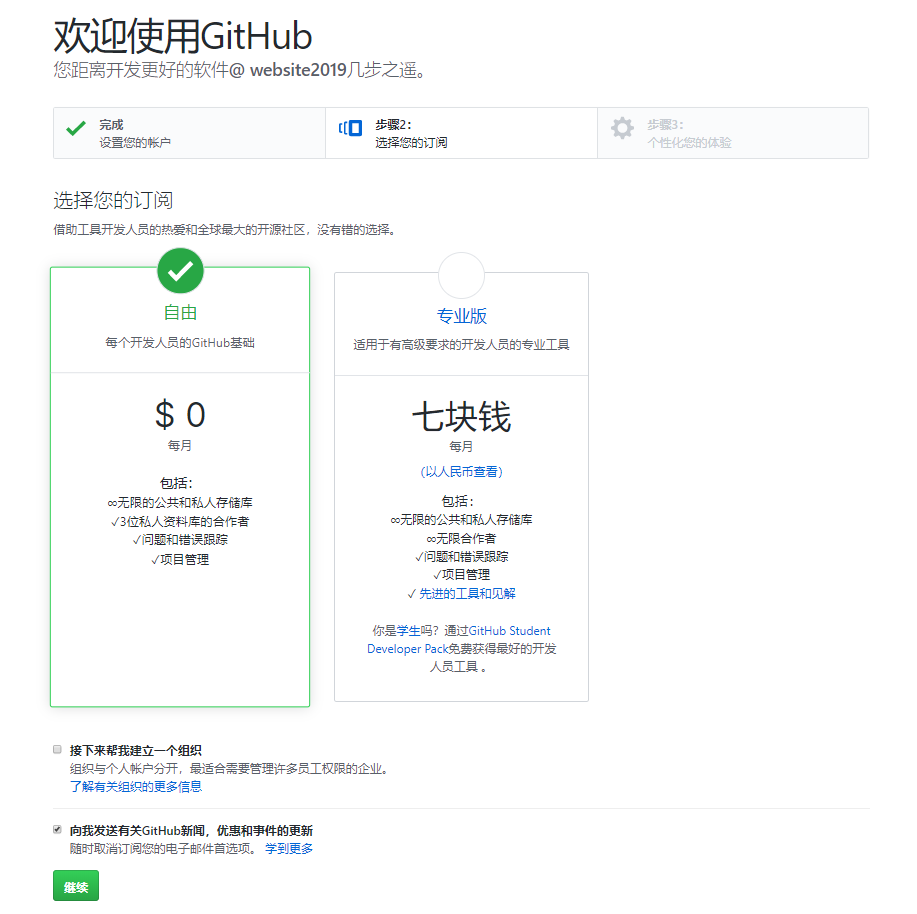 欢迎使用GitHub
您距离开发更好的软件@ website2019几步之遥。
完成
设置您的帐户
步骤2：
选择您的订阅
步骤3：
个性化您的体验
选择您的订阅
借助工具开发人员的热爱和全球最大的开源社区，没有错的选择。
自由
每个开发人员的GitHub基础
$ 0
每月
包括：
∞无限的公共和私人存储库
✓3位私人资料库的合作者
✓问题和错误跟踪
✓项目管理
专业版
适用于有高级要求的开发人员的专业工具
七块钱
每月
（以人民币查看）
包括：
∞无限的公共和私人存储库
∞无限合作者
✓问题和错误跟踪
✓项目管理
✓ 先进的工具和见解
你是学生吗？通过GitHub Student
Developer Pack免费获得最好的开发
人员工具 。
接下来帮我建立一个组织
组织与个人帐户分开，最适合需要管理许多员工权限的企业。
了解有关组织的更多信息
向我发送有关GitHub新闻，优惠和事件的更新
随时取消订阅您的电子邮件首选项。 学到更多
继续